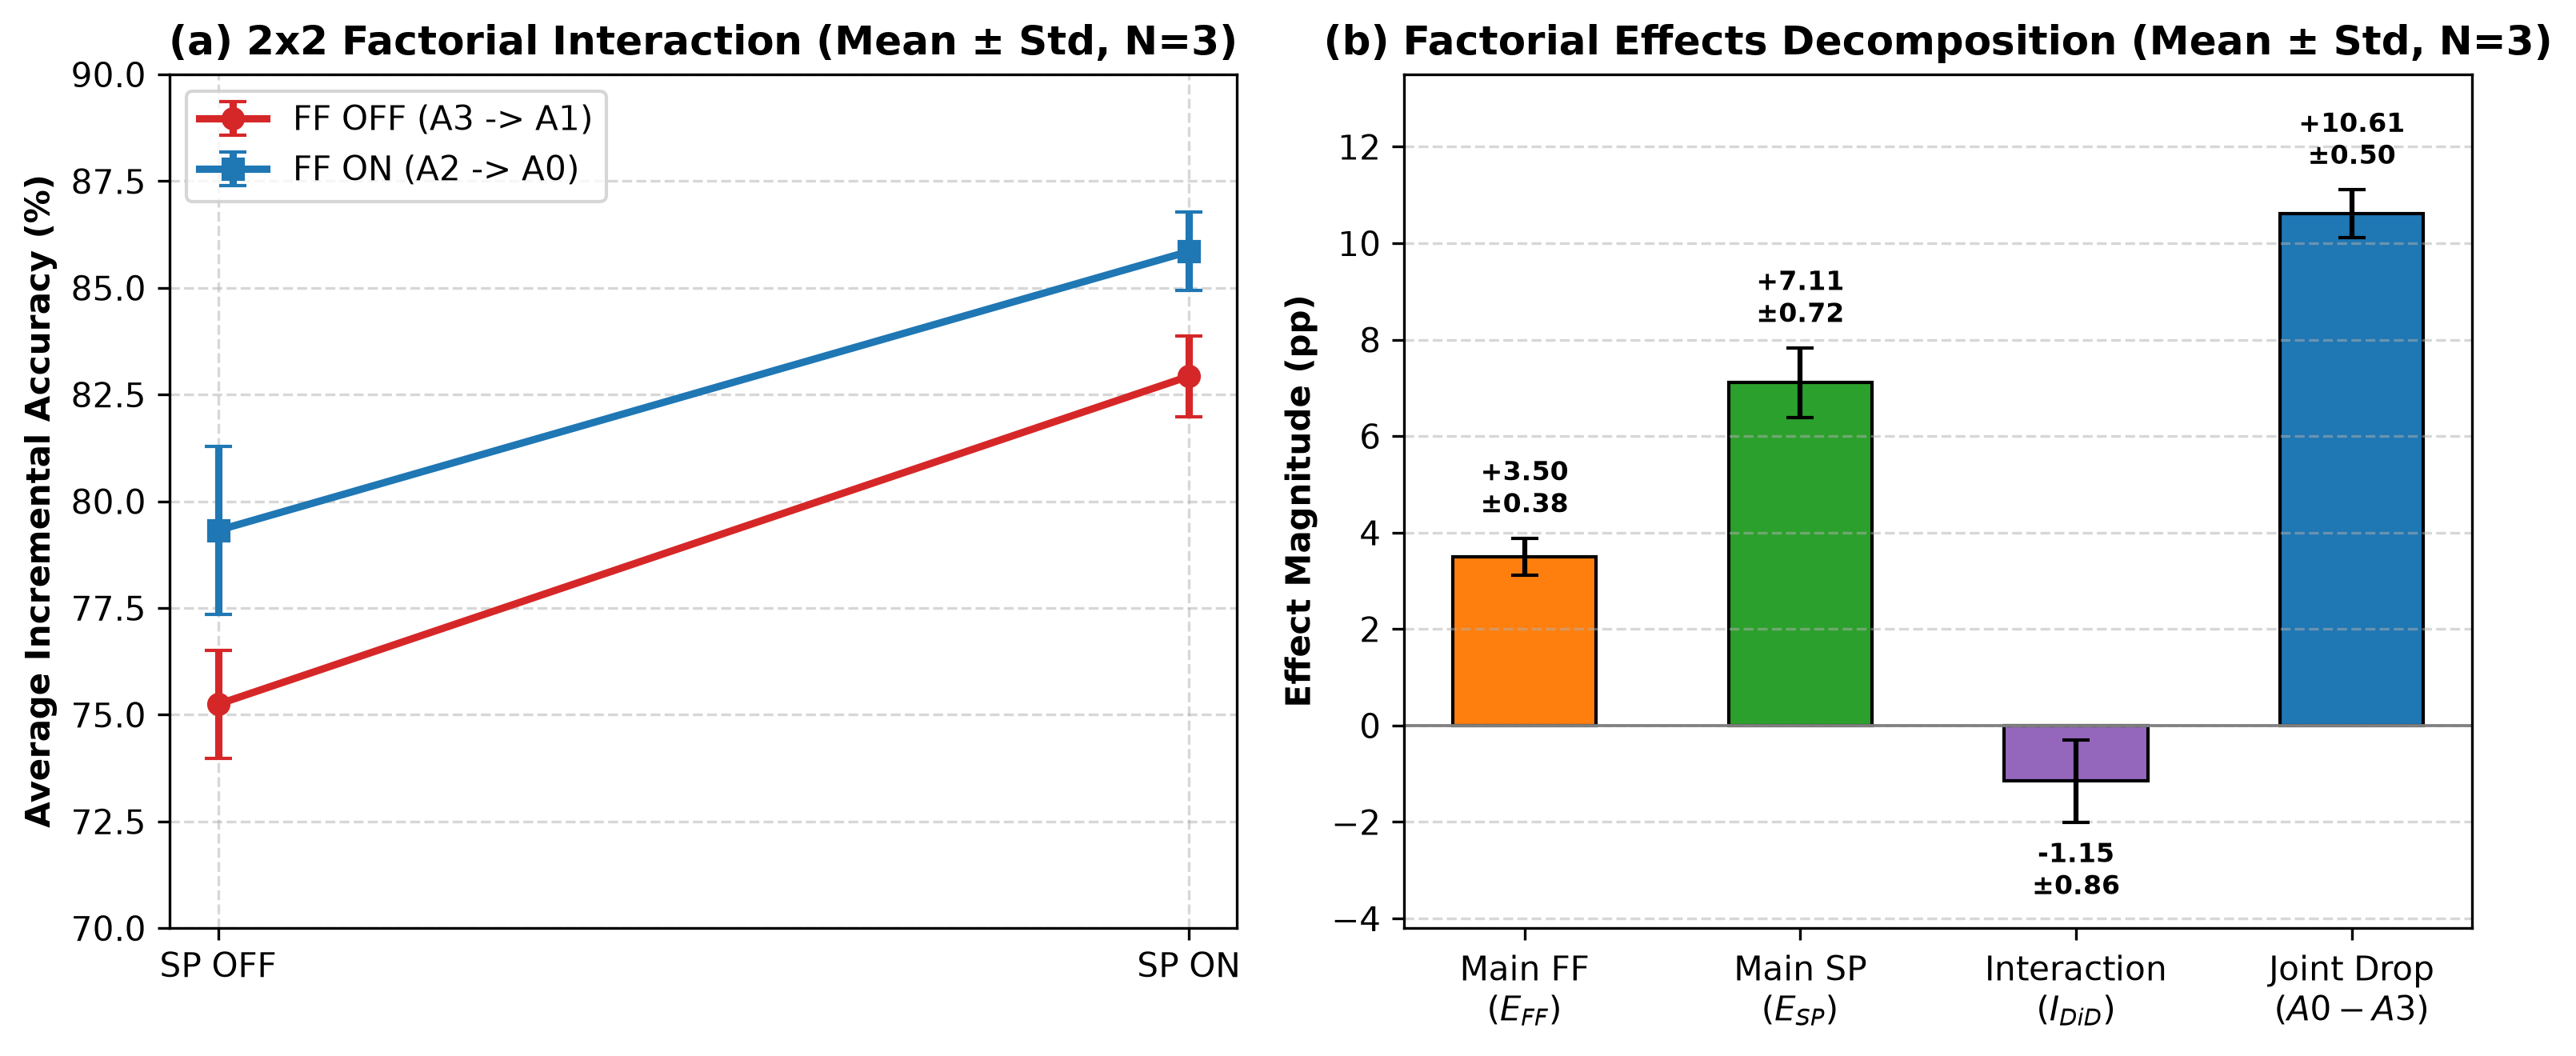 (a) 2x2 Factorial Interaction (Mean ± Std, N=3)
Average Incremental Accuracy (%)
90.0
87.5
85.0
82.5
80.0
77.5
75.0
72.5
70.0
FF OFF (A3 -> A1)
FF ON (A2 -> A0)
SP OFF
SP ON
(b) Factorial Effects Decomposition (Mean ± Std, N=3)
Effect Magnitude (pp)
12
10
8
6
4
2
0
−2
−4
+3.50
±0.38
+7.11
±0.72
-1.15
±0.86
+10.61
±0.50
Main FF
(E_FF)
Main SP
(E_SP)
Interaction
(I_DiD)
Joint Drop
(A0 − A3)